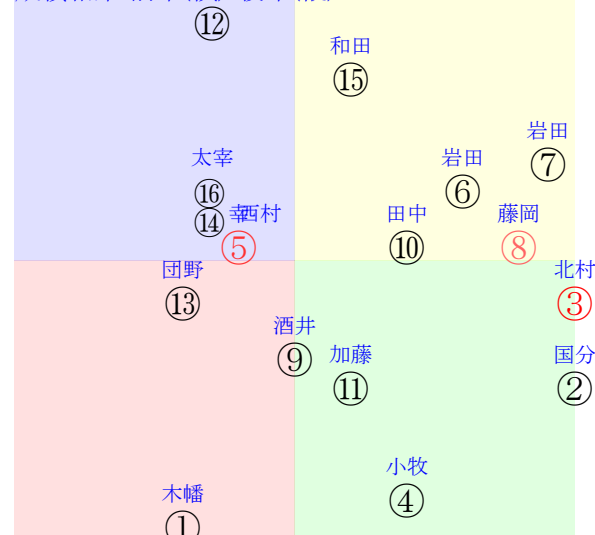 ⑫
和田
⑮
岩田
⑦
太宰
岩田
⑥
⑯
⑭
西村
⑤
田中
⑩
藤岡
⑧
団野
⑬
北村
③
酒井
⑨
加藤
⑪
国分
②
小牧
④
木幡
①